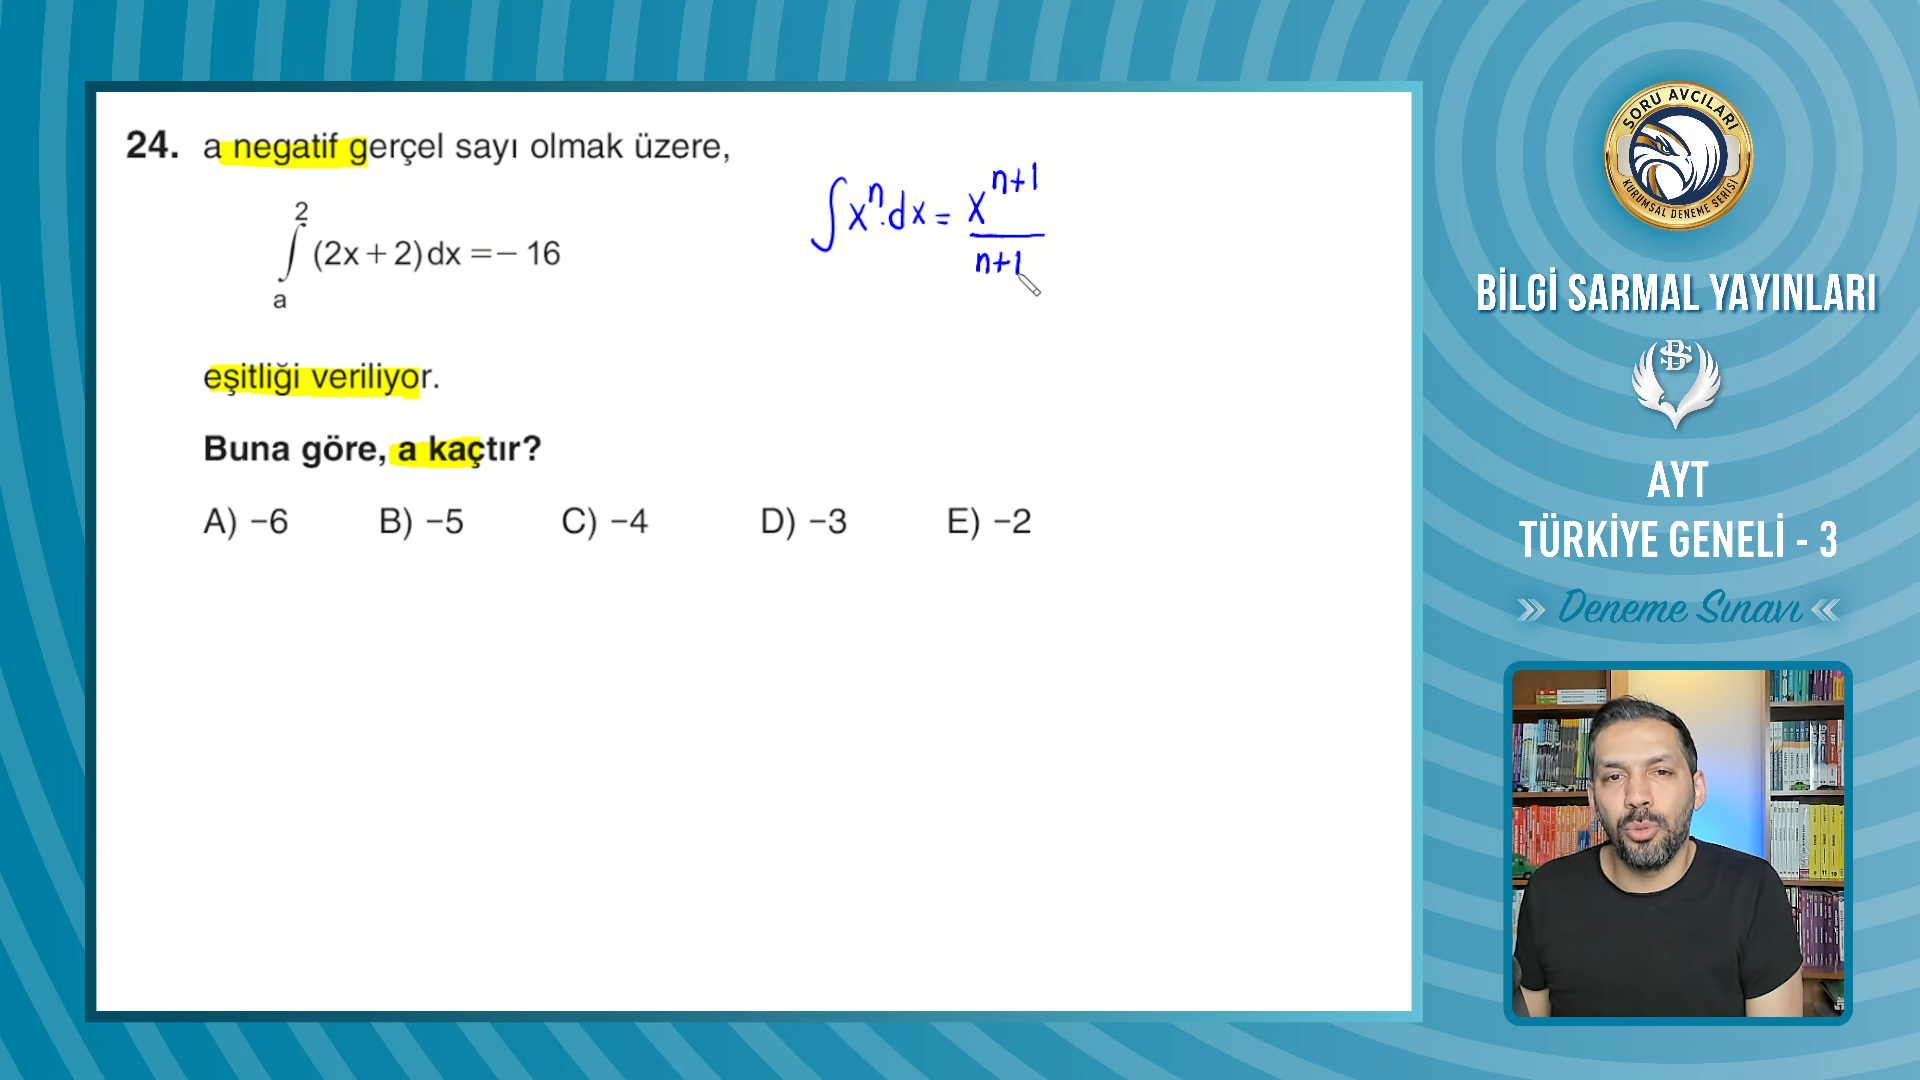 24. a negatif gerçel sayı olmak üzere,
2
∫ (2x + 2) dx = − 16
a
∫xⁿ.dx = xⁿ⁺¹
n+1
eşitliği veriliyor.
Buna göre, a kaçtır?
A) −6 B) −5 C) −4 D) −3 E) −2
SORU AVCILARI
KURUMSAL DENEME SERİSİ
BİLGİ SARMAL YAYINLARI
BS
AYT
TÜRKİYE GENELİ - 3
Deneme Sınavı